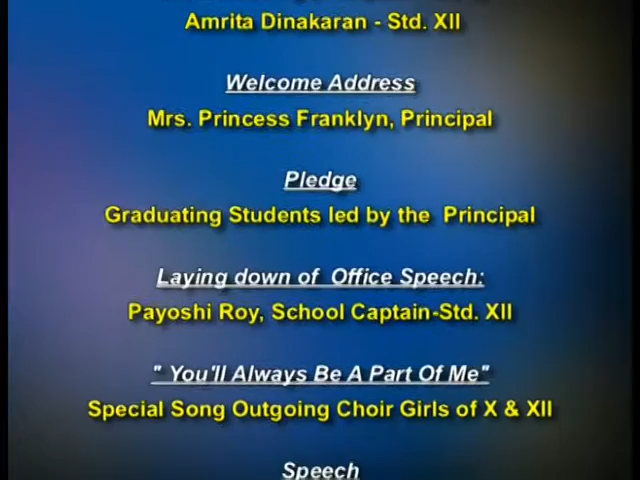 Amrita Dinakaran - Std. XII
Welcome Address
Mrs. Princess Franklyn, Principal
Pledge
Graduating Students led by the Principal
Laying down of Office Speech:
Payoshi Roy, School Captain-Std. XII
" You'll Always Be A Part Of Me"
Special Song Outgoing Choir Girls of X & XII
Speech